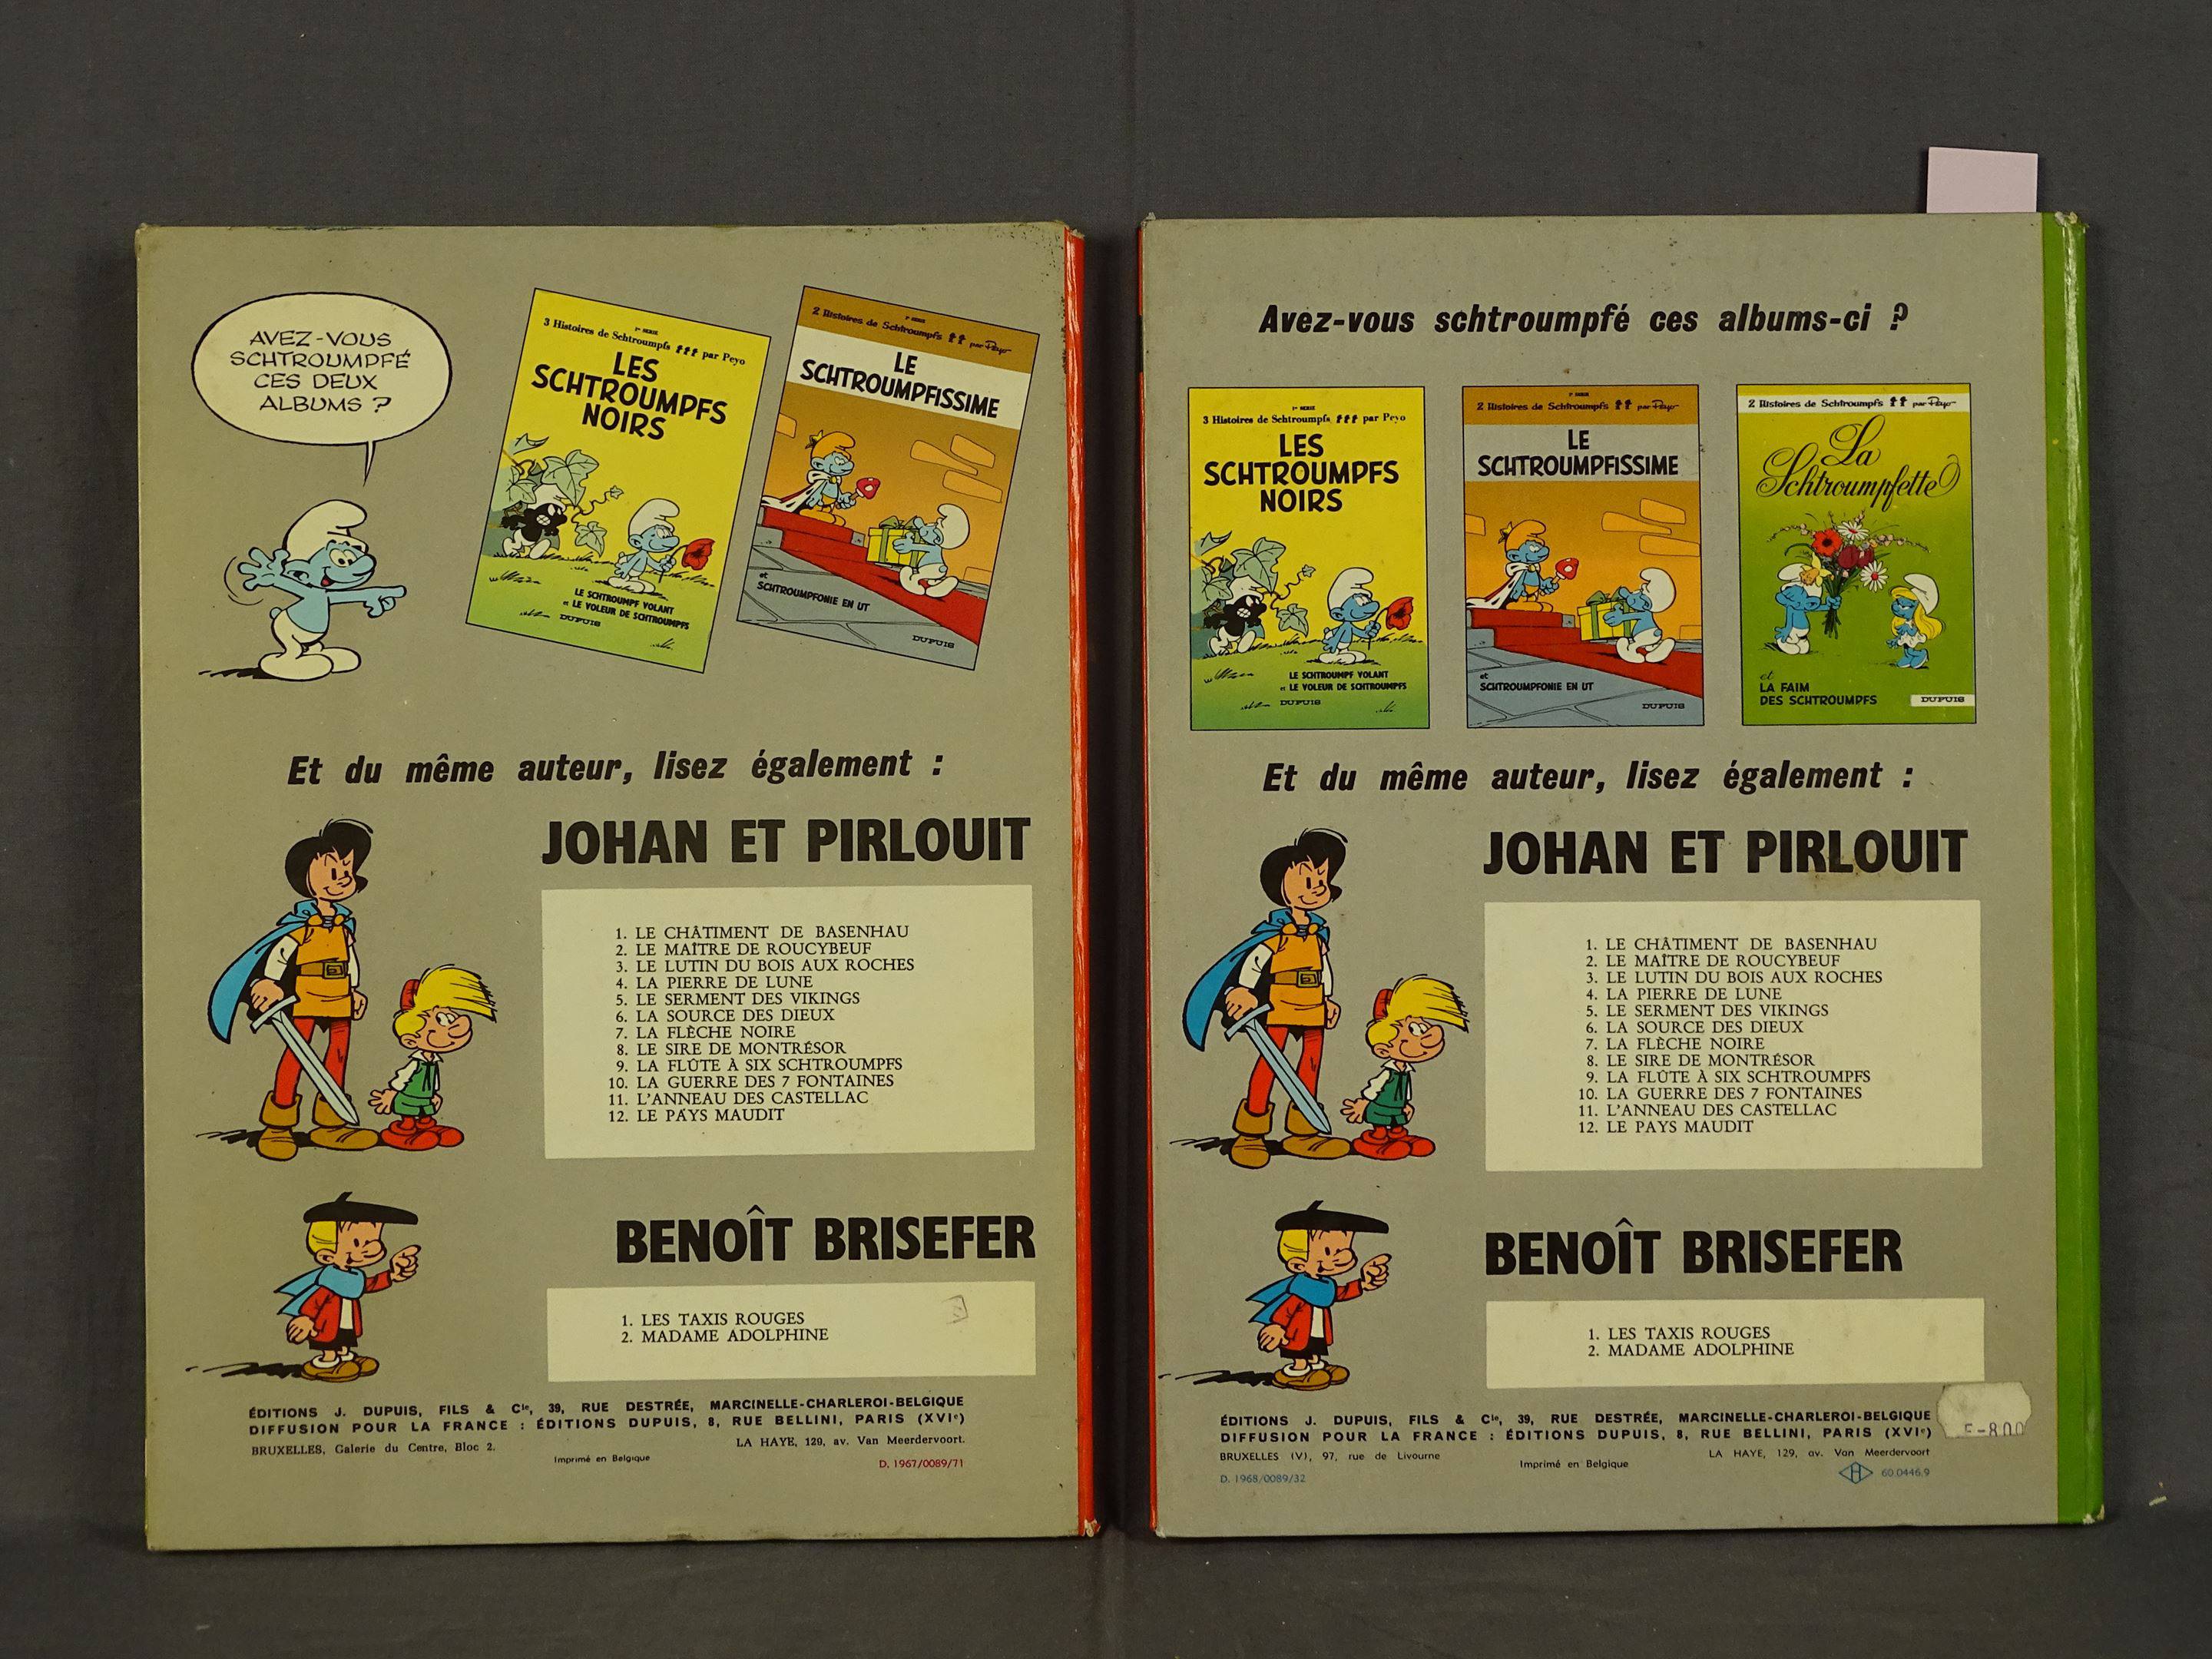 AVEZ-VOUS
SCHTROUMPFÉ
CES DEUX
ALBUMS ?
1re SERIE
3 Histoires de Schtroumpfs par Peyo
LES
SCHTROUMPFS
NOIRS
LE SCHTROUMPF VOLANT
et LE VOLEUR DE SCHTROUMPFS
DUPUIS
2 Histoires de Schtroumpfs par Peyo
LE
SCHTROUMPFISSIME
et
SCHTROUMPFONIE EN UT
DUPUIS
Et du même auteur, lisez également :
JOHAN ET PIRLOUIT
1. LE CHÂTIMENT DE BASENHAU
2. LE MAÎTRE DE ROUCYBEUF
3. LE LUTIN DU BOIS AUX ROCHES
4. LA PIERRE DE LUNE
5. LE SERMENT DES VIKINGS
6. LA SOURCE DES DIEUX
7. LA FLÈCHE NOIRE
8. LE SIRE DE MONTRÉSOR
9. LA FLÛTE À SIX SCHTROUMPFS
10. LA GUERRE DES 7 FONTAINES
11. L'ANNEAU DES CASTELLAC
12. LE PAYS MAUDIT
BENOÎT BRISEFER
1. LES TAXIS ROUGES
2. MADAME ADOLPHINE
ÉDITIONS J. DUPUIS, FILS & Cie, 39, RUE DESTRÉE, MARCINELLE-CHARLEROI-BELGIQUE
DIFFUSION POUR LA FRANCE : ÉDITIONS DUPUIS, 8, RUE BELLINI, PARIS (XVIe)
BRUXELLES, Galerie du Centre, Bloc 2.
LA HAYE, 129, av. Van Meerdervoort.
Imprimé en Belgique
D. 1967/0089/71
Avez-vous schtroumpfé ces albums-ci ?
1re SERIE
3 Histoires de Schtroumpfs par Peyo
LES
SCHTROUMPFS
NOIRS
LE SCHTROUMPF VOLANT
et LE VOLEUR DE SCHTROUMPFS
DUPUIS
2 Histoires de Schtroumpfs par Peyo
LE
SCHTROUMPFISSIME
et
SCHTROUMPFONIE EN UT
DUPUIS
2 Histoires de Schtroumpfs par Peyo
La
Schtroumpfette
et
LA FAIM
DES SCHTROUMPFS
DUPUIS
Et du même auteur, lisez également :
JOHAN ET PIRLOUIT
1. LE CHÂTIMENT DE BASENHAU
2. LE MAÎTRE DE ROUCYBEUF
3. LE LUTIN DU BOIS AUX ROCHES
4. LA PIERRE DE LUNE
5. LE SERMENT DES VIKINGS
6. LA SOURCE DES DIEUX
7. LA FLÈCHE NOIRE
8. LE SIRE DE MONTRÉSOR
9. LA FLÛTE À SIX SCHTROUMPFS
10. LA GUERRE DES 7 FONTAINES
11. L'ANNEAU DES CASTELLAC
12. LE PAYS MAUDIT
BENOÎT BRISEFER
1. LES TAXIS ROUGES
2. MADAME ADOLPHINE
ÉDITIONS J. DUPUIS, FILS & Cie, 39, RUE DESTRÉE, MARCINELLE-CHARLEROI-BELGIQUE
DIFFUSION POUR LA FRANCE : ÉDITIONS DUPUIS, 8, RUE BELLINI, PARIS (XVIe)
BRUXELLES (V), 97, rue de Livourne
Imprimé en Belgique
LA HAYE, 129, av. Van Meerdervoort
D. 1968/0089/32
H 60.0446.9